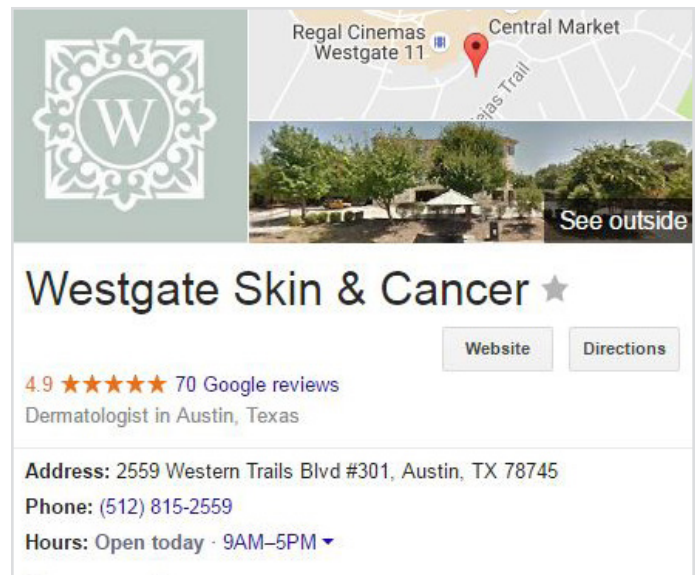 Regal Cinemas
Westgate 11
Central Market
ejas Trail
W
See outside
Westgate Skin & Cancer
Website
Directions
4.9 ★★★★★ 70 Google reviews
Dermatologist in Austin, Texas
Address: 2559 Western Trails Blvd #301, Austin, TX 78745
Phone: (512) 815-2559
Hours: Open today · 9AM–5PM